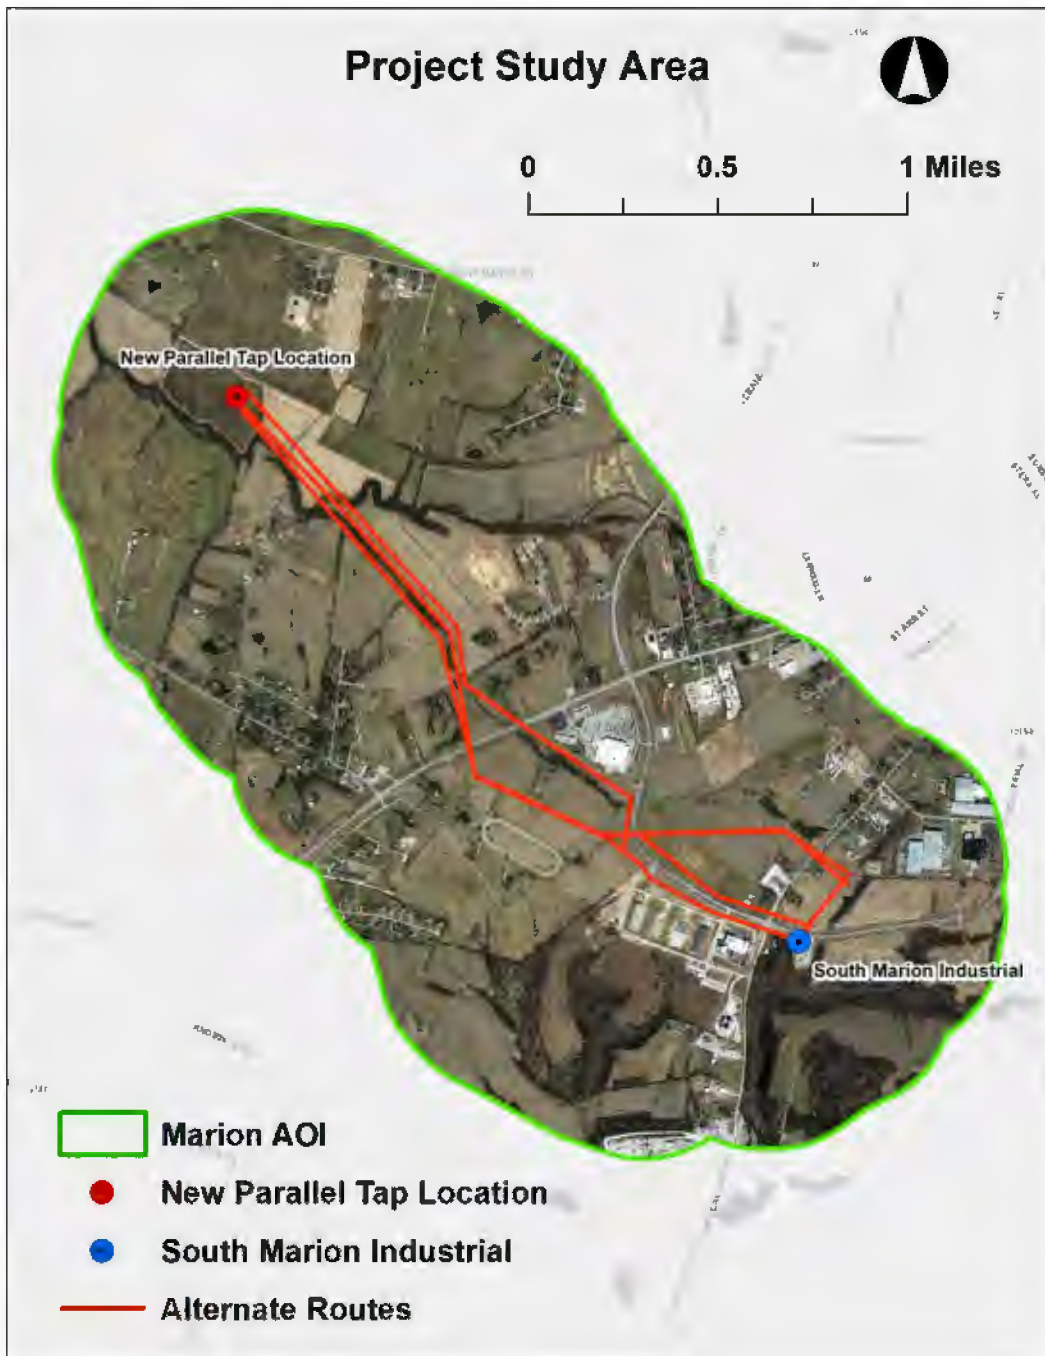 Project Study Area
0 0.5 1 Miles
New Parallel Tap Location
South Marion Industrial
Marion AOI
New Parallel Tap Location
South Marion Industrial
Alternate Routes